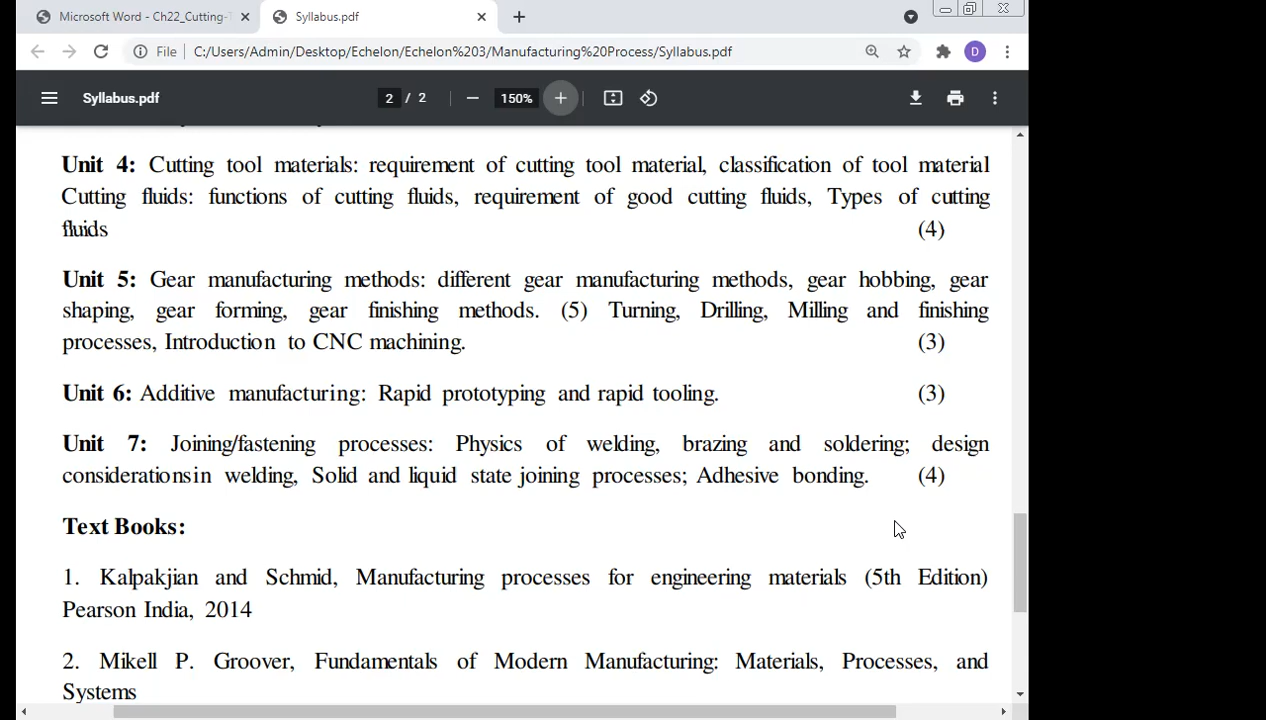 Microsoft Word - Ch22_Cutting-
Syllabus.pdf
File C:/Users/Admin/Desktop/Echelon/Echelon%203/Manufacturing%20Process/Syllabus.pdf
D
Syllabus.pdf
2 / 2
150%
Unit 4: Cutting tool materials: requirement of cutting tool material, classification of tool material
Cutting fluids: functions of cutting fluids, requirement of good cutting fluids, Types of cutting
fluids (4)
Unit 5: Gear manufacturing methods: different gear manufacturing methods, gear hobbing, gear
shaping, gear forming, gear finishing methods. (5) Turning, Drilling, Milling and finishing
processes, Introduction to CNC machining. (3)
Unit 6: Additive manufacturing: Rapid prototyping and rapid tooling. (3)
Unit 7: Joining/fastening processes: Physics of welding, brazing and soldering; design
considerationsin welding, Solid and liquid state joining processes; Adhesive bonding. (4)
Text Books:
1. Kalpakjian and Schmid, Manufacturing processes for engineering materials (5th Edition)
Pearson India, 2014
2. Mikell P. Groover, Fundamentals of Modern Manufacturing: Materials, Processes, and
Systems